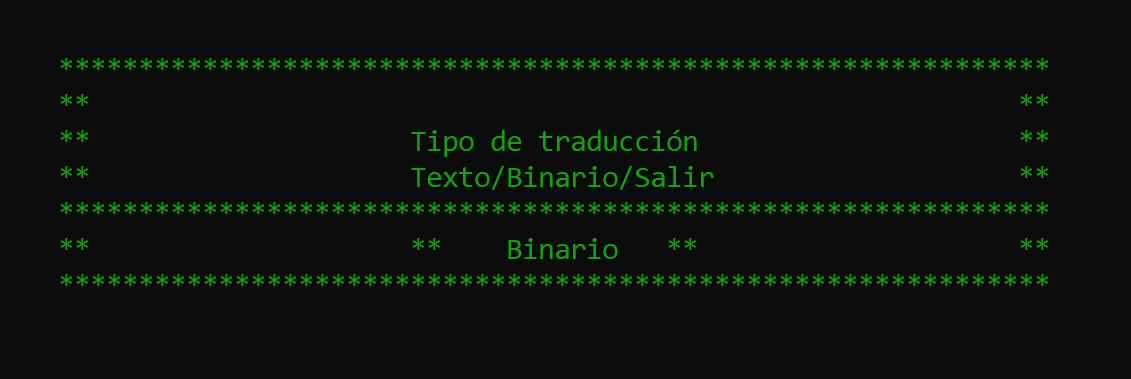 **************************************************************
**                                                          **
**                    Tipo de traducción                    **
**                    Texto/Binario/Salir                   **
**************************************************************
**                    **    Binario   **                    **
**************************************************************